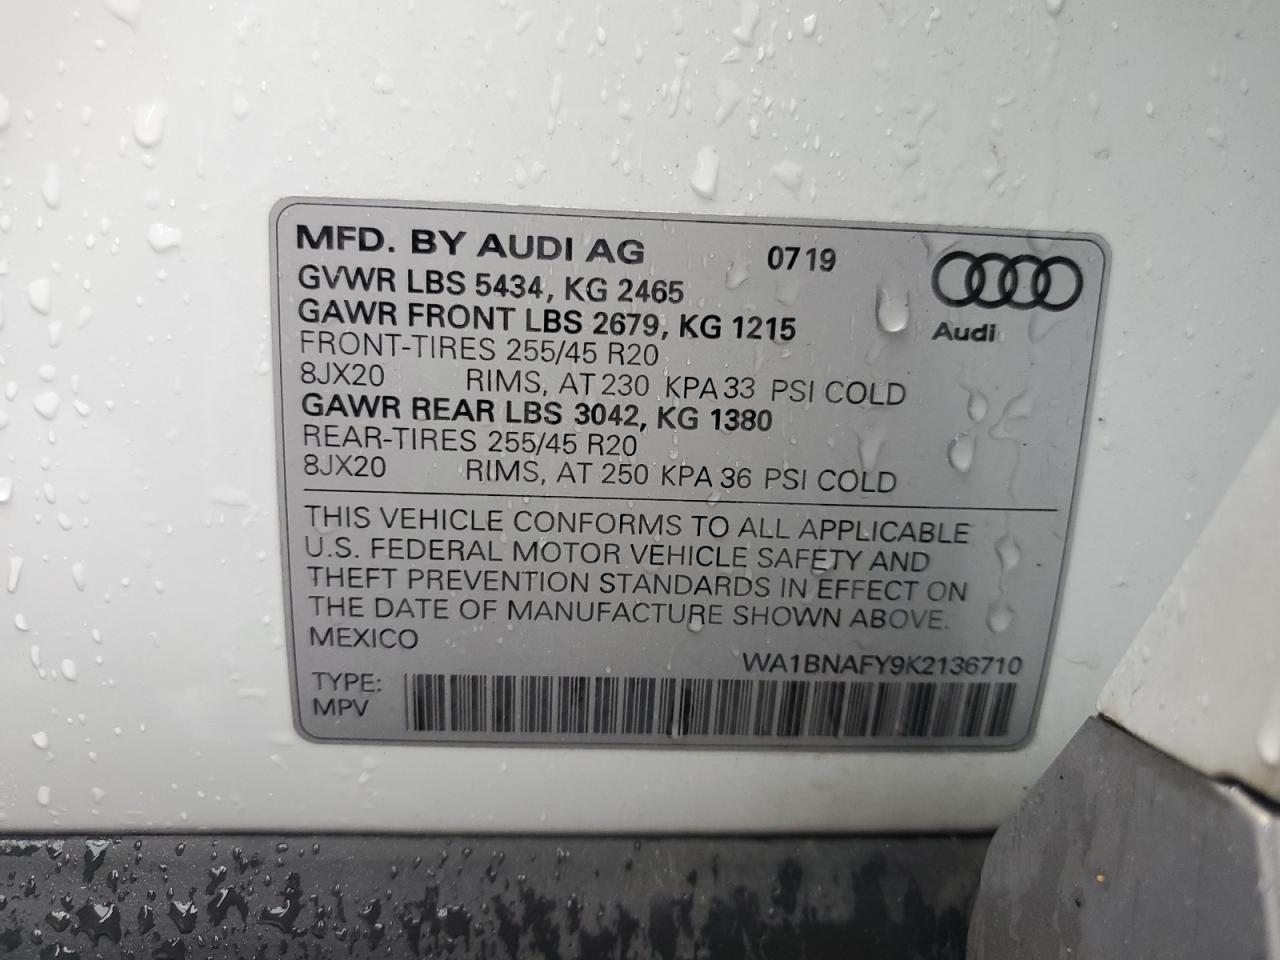 MFD. BY AUDI AG 0719
GVWR LBS 5434, KG 2465
GAWR FRONT LBS 2679, KG 1215
Audi
FRONT-TIRES 255/45 R20
8JX20 RIMS, AT 230 KPA 33 PSI COLD
GAWR REAR LBS 3042, KG 1380
REAR-TIRES 255/45 R20
8JX20 RIMS, AT 250 KPA 36 PSI COLD
THIS VEHICLE CONFORMS TO ALL APPLICABLE
U.S. FEDERAL MOTOR VEHICLE SAFETY AND
THEFT PREVENTION STANDARDS IN EFFECT ON
THE DATE OF MANUFACTURE SHOWN ABOVE.
MEXICO
WA1BNAFY9K2136710
TYPE:
MPV